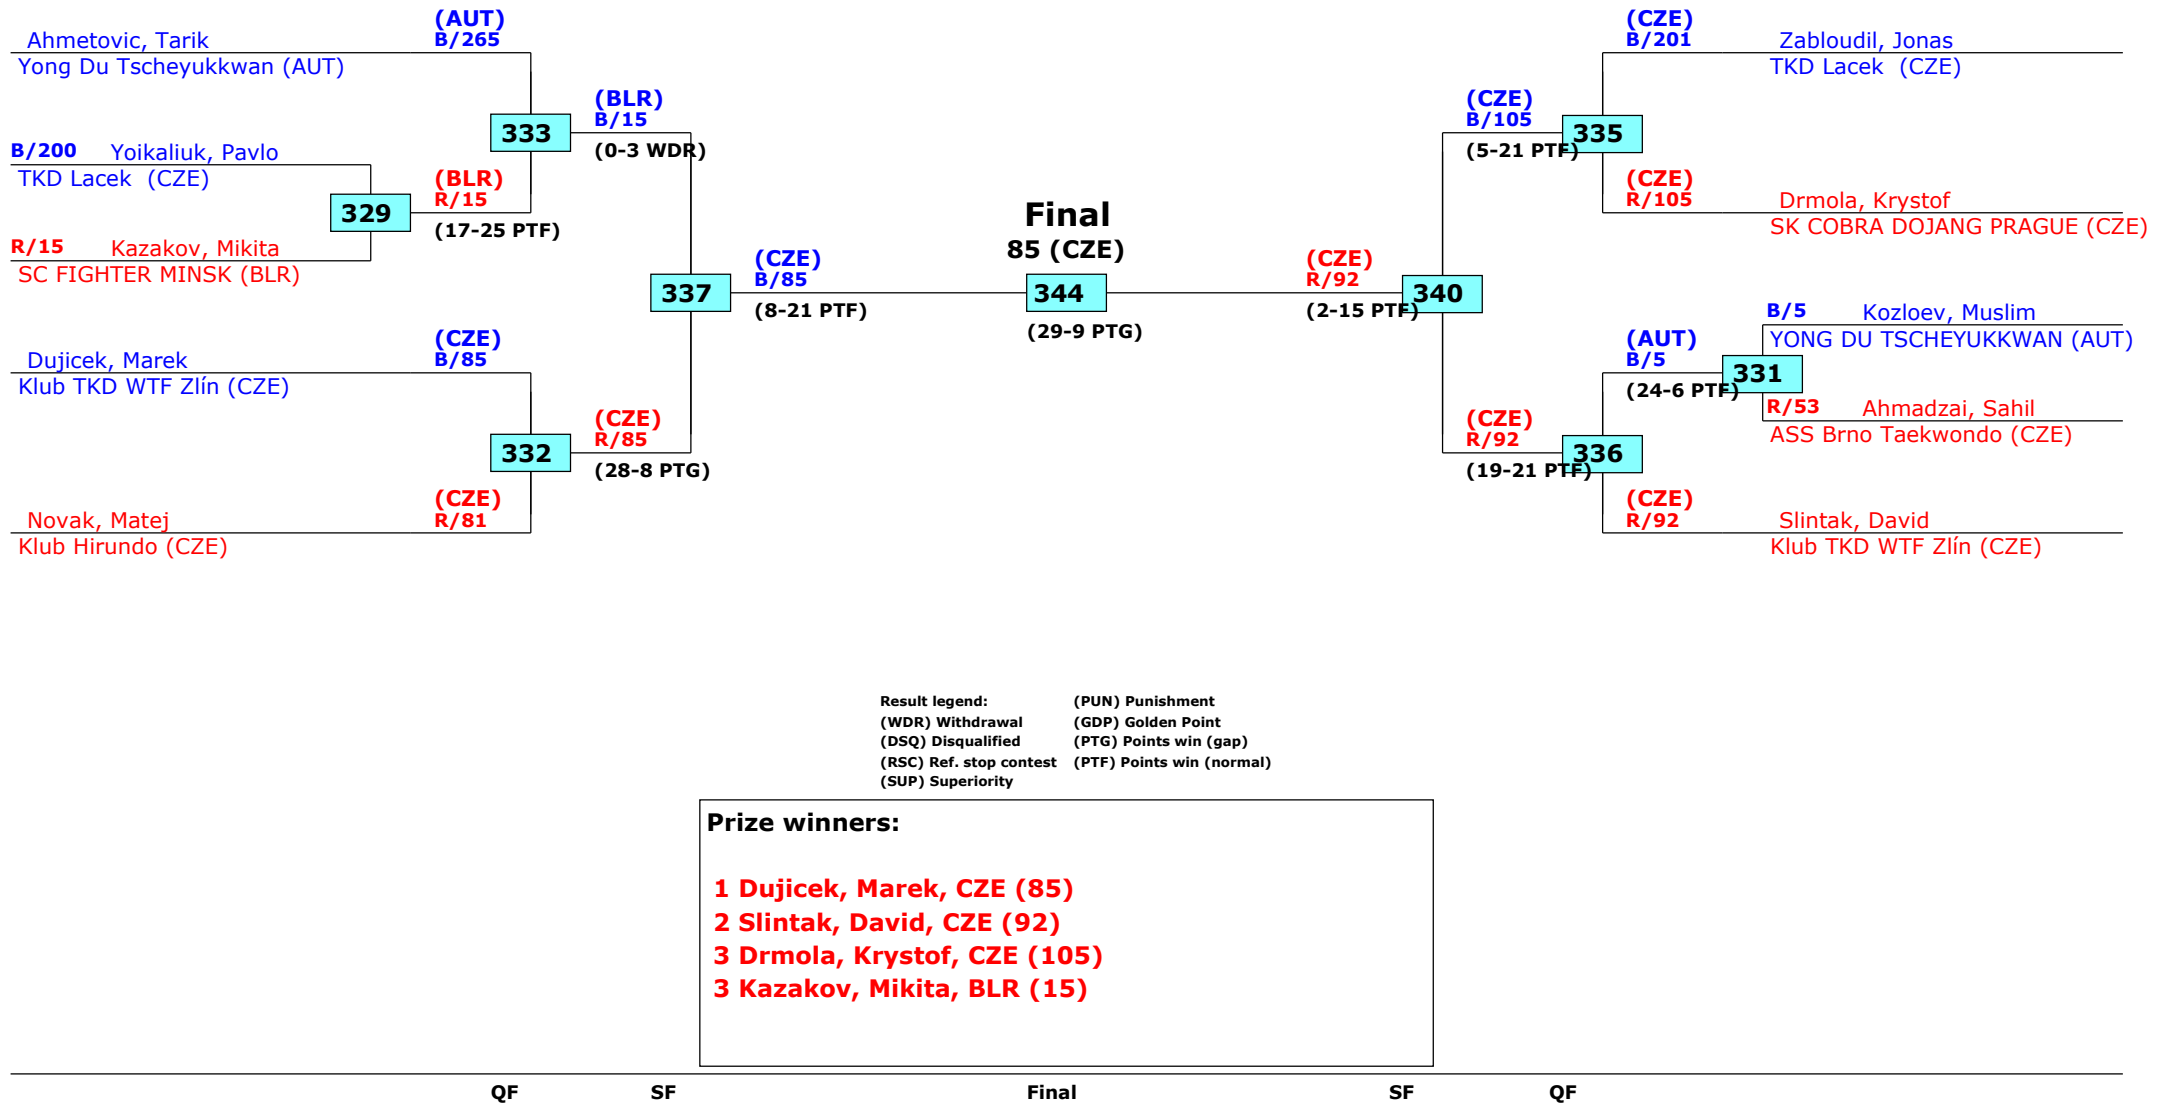 Ahmetovic, Tarik
Yong Du Tscheyukkwan (AUT)
(AUT)
B/265
B/200 Yoikaliuk, Pavlo
TKD Lacek (CZE)
R/15 Kazakov, Mikita
SC FIGHTER MINSK (BLR)
329
(BLR)
R/15
(17-25 PTF)
333
(BLR)
B/15
(0-3 WDR)
Dujicek, Marek
Klub TKD WTF Zlín (CZE)
(CZE)
B/85
Novak, Matej
Klub Hirundo (CZE)
(CZE)
R/81
332
(CZE)
R/85
(28-8 PTG)
337
(CZE)
B/85
(8-21 PTF)
Final
85 (CZE)
344
(29-9 PTG)
(CZE)
R/92
(2-15 PTF)
340
(CZE)
B/105
(5-21 PTF)
335
(CZE)
B/201
Zabloudil, Jonas
TKD Lacek (CZE)
(CZE)
R/105
Drmola, Krystof
SK COBRA DOJANG PRAGUE (CZE)
B/5 Kozloev, Muslim
YONG DU TSCHEYUKKWAN (AUT)
(AUT)
B/5
(24-6 PTF)
331
R/53 Ahmadzai, Sahil
ASS Brno Taekwondo (CZE)
(CZE)
R/92
(19-21 PTF)
336
(CZE)
R/92
Slintak, David
Klub TKD WTF Zlín (CZE)
Result legend: (PUN) Punishment
(WDR) Withdrawal (GDP) Golden Point
(DSQ) Disqualified (PTG) Points win (gap)
(RSC) Ref. stop contest (PTF) Points win (normal)
(SUP) Superiority
Prize winners:
1 Dujicek, Marek, CZE (85)
2 Slintak, David, CZE (92)
3 Drmola, Krystof, CZE (105)
3 Kazakov, Mikita, BLR (15)
QF SF Final SF QF